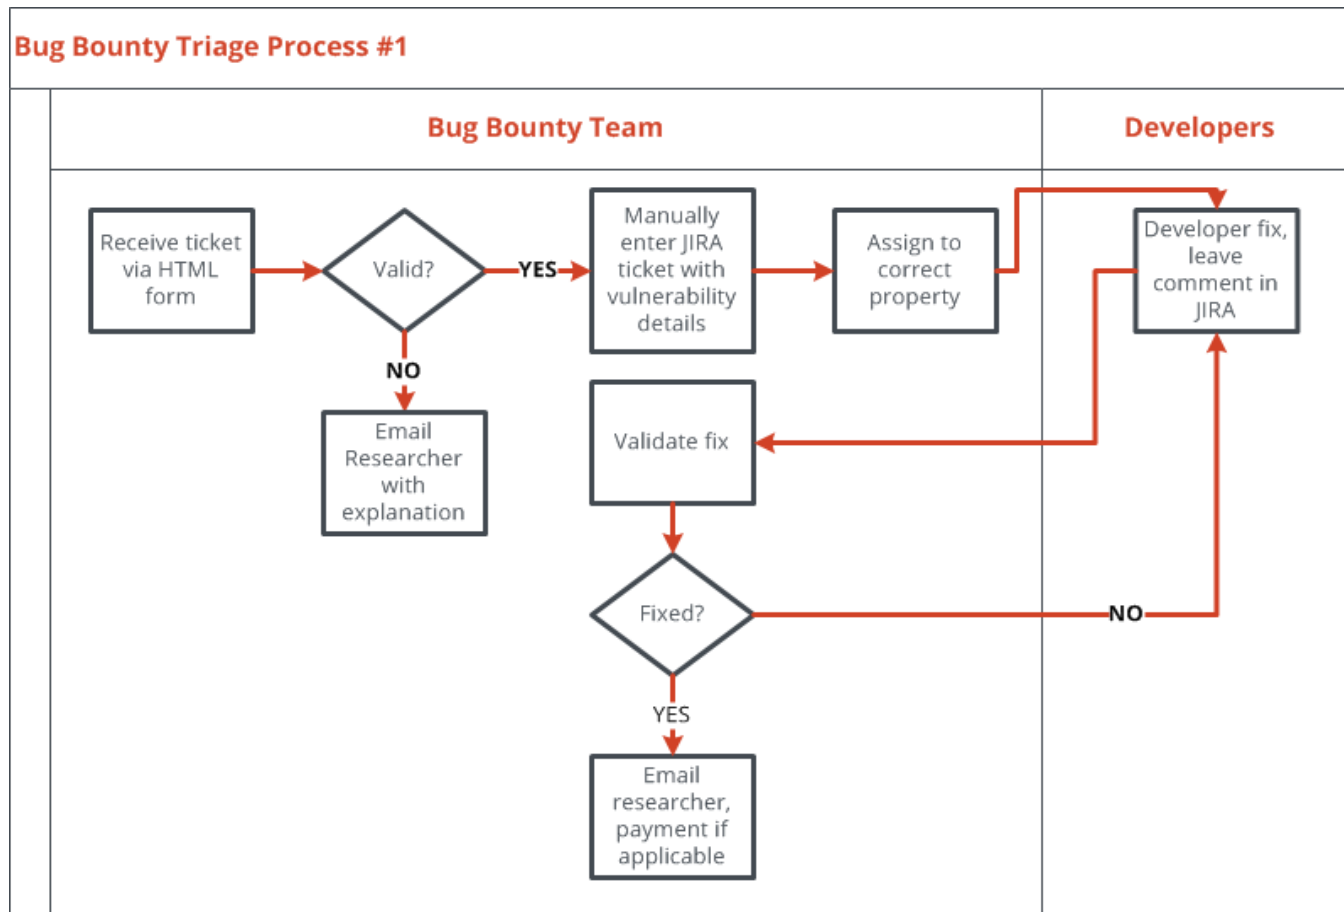 Bug Bounty Triage Process #1
Bug Bounty Team
Developers
Receive ticket
via HTML
form
Valid?
YES
Manually
enter JIRA
ticket with
vulnerability
details
Assign to
correct
property
Developer fix,
leave
comment in
JIRA
NO
Email
Researcher
with
explanation
Validate fix
Fixed?
NO
YES
Email
researcher,
payment if
applicable